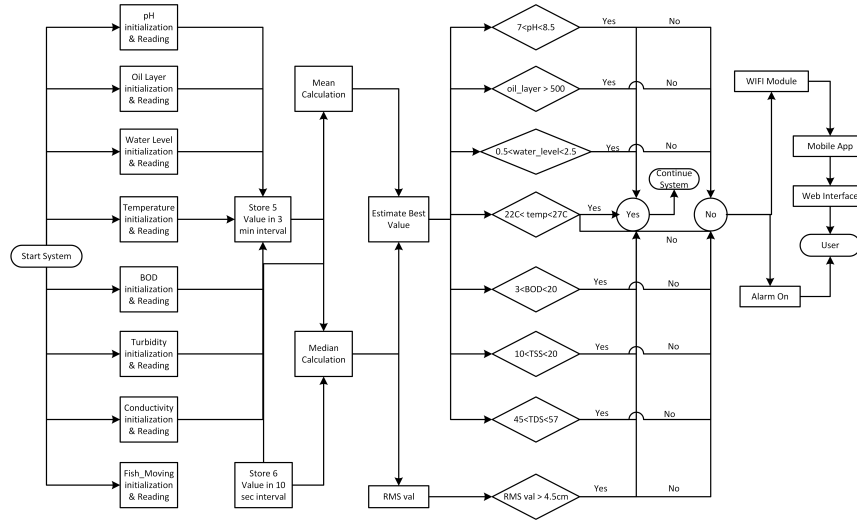 Start System
pH
initialization
& Reading
Oil Layer
initialization
& Reading
Water Level
initialization
& Reading
Temperature
initialization
& Reading
BOD
initialization
& Reading
Turbidity
initialization
& Reading
Conductivity
initialization
& Reading
Fish_Moving
initialization
& Reading
Store 5
Value in 3
min interval
Store 6
Value in 10
sec interval
Mean
Calculation
Median
Calculation
Estimate Best
Value
RMS val
7<pH<8.5
Yes
No
oil_layer > 500
Yes
No
0.5<water_level<2.5
Yes
No
22C< temp<27C
Yes
No
3<BOD<20
Yes
No
10<TSS<20
Yes
No
45<TDS<57
Yes
No
RMS val > 4.5cm
Yes
No
Continue
System
Yes
No
WIFI Module
Mobile App
Web Interface
User
Alarm On